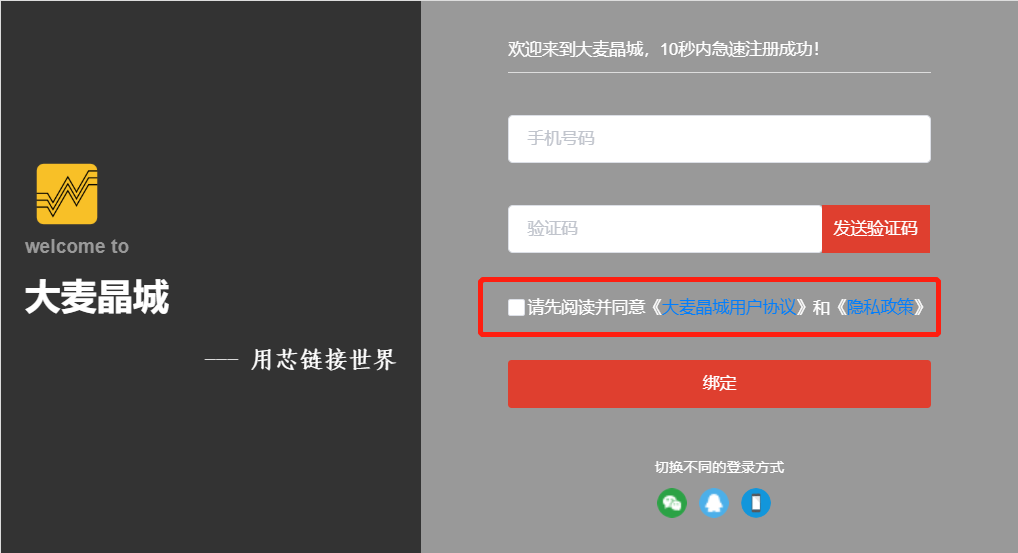 welcome to
大麦晶城
--- 用芯链接世界
欢迎来到大麦晶城，10秒内急速注册成功！
手机号码
验证码 发送验证码
请先阅读并同意《大麦晶城用户协议》和《隐私政策》
绑定
切换不同的登录方式